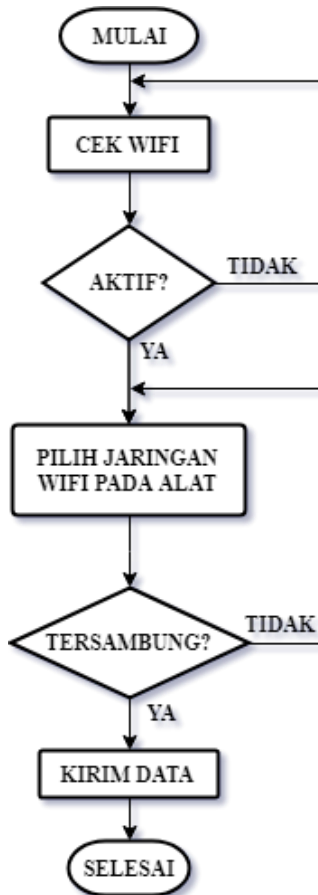 MULAI
CEK WIFI
AKTIF?
TIDAK
YA
PILIH JARINGAN
WIFI PADA ALAT
TERSAMBUNG?
TIDAK
YA
KIRIM DATA
SELESAI